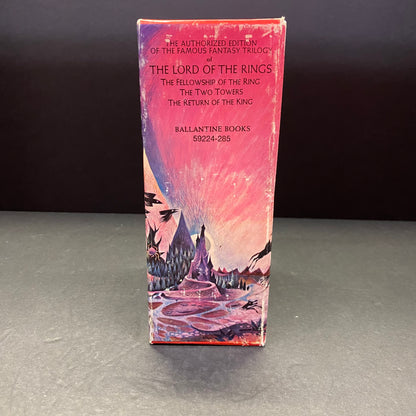 THE AUTHORIZED EDITION
OF THE FAMOUS FANTASY TRILOGY
of
THE LORD OF THE RINGS
THE FELLOWSHIP OF THE RING
THE TWO TOWERS
THE RETURN OF THE KING
BALLANTINE BOOKS
59224-285